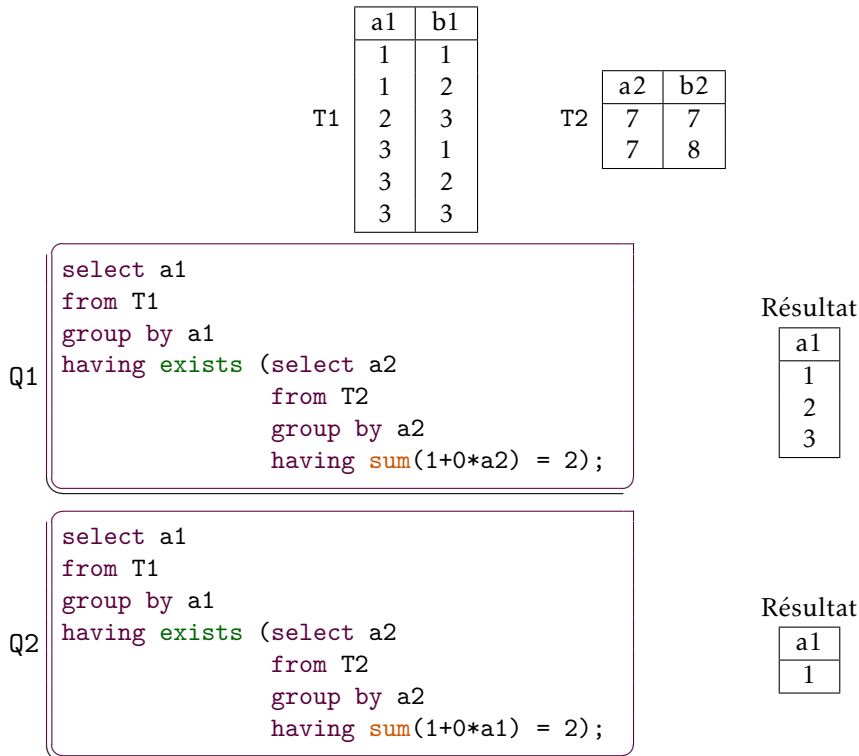 a1 b1
1 1
1 2
T1 2 3
3 1
3 2
3 3
T2 a2 b2
7 7
7 8
Q1
select a1
from T1
group by a1
having exists (select a2
from T2
group by a2
having sum(1+0*a2) = 2);
Résultat
a1
1
2
3
Q2
select a1
from T1
group by a1
having exists (select a2
from T2
group by a2
having sum(1+0*a1) = 2);
Résultat
a1
1